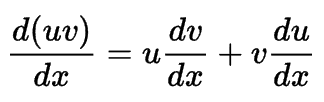 d(uv)/dx = u dv/dx + v du/dx